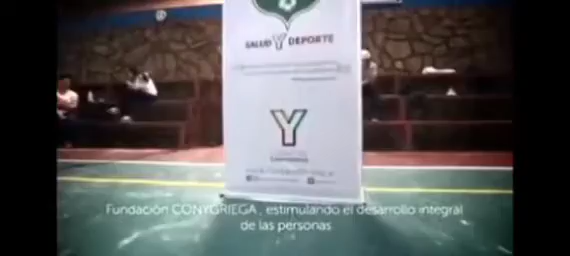 SALUD Y DEPORTE
Y
Fundación CONYGRIEGA , estimulando el desarrollo integral
de las personas